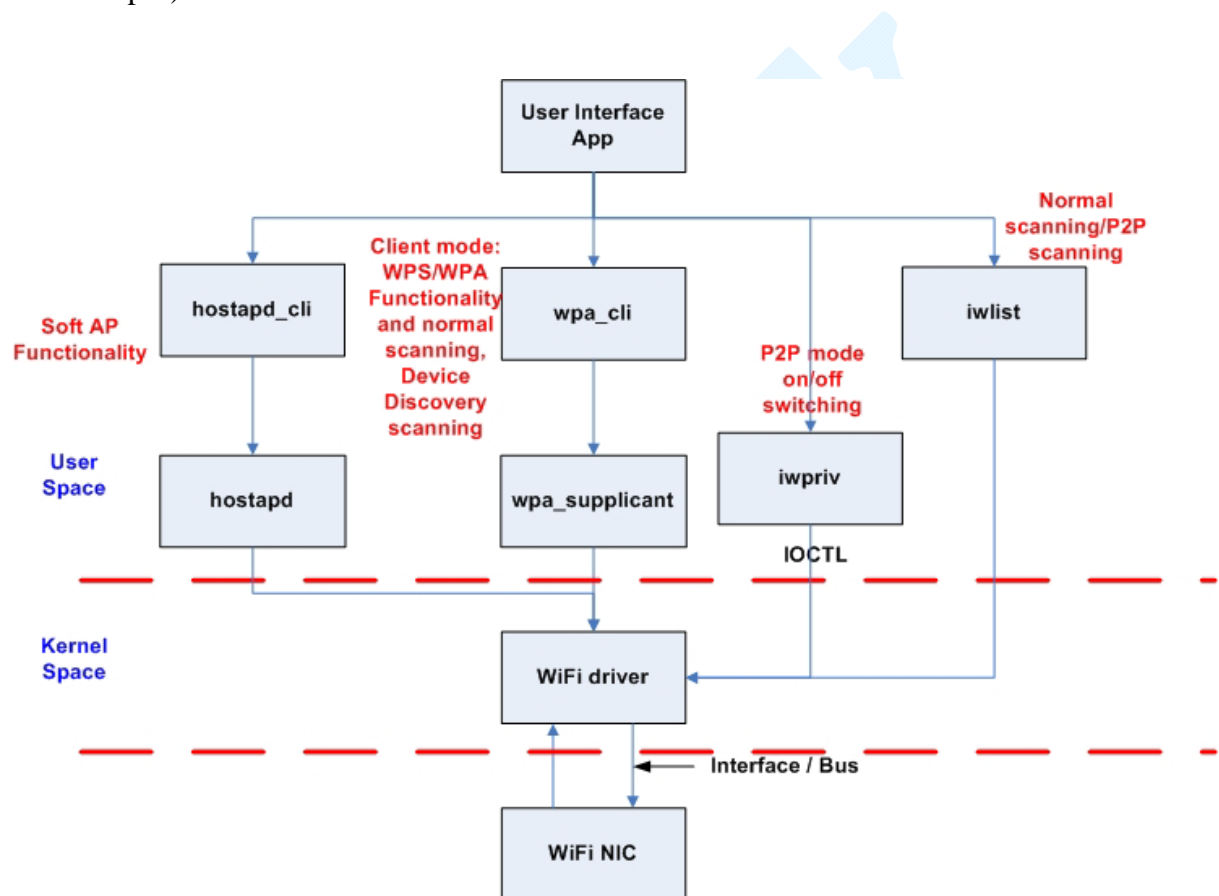 User Interface
App
Normal
scanning/P2P
scanning
Client mode:
WPS/WPA
Functionality
and normal
scanning,
Device
Discovery
scanning
hostapd_cli
wpa_cli
iwlist
Soft AP
Functionality
P2P mode
on/off
switching
User
Space
hostapd
wpa_supplicant
iwpriv
IOCTL
Kernel
Space
WiFi driver
Interface / Bus
WiFi NIC